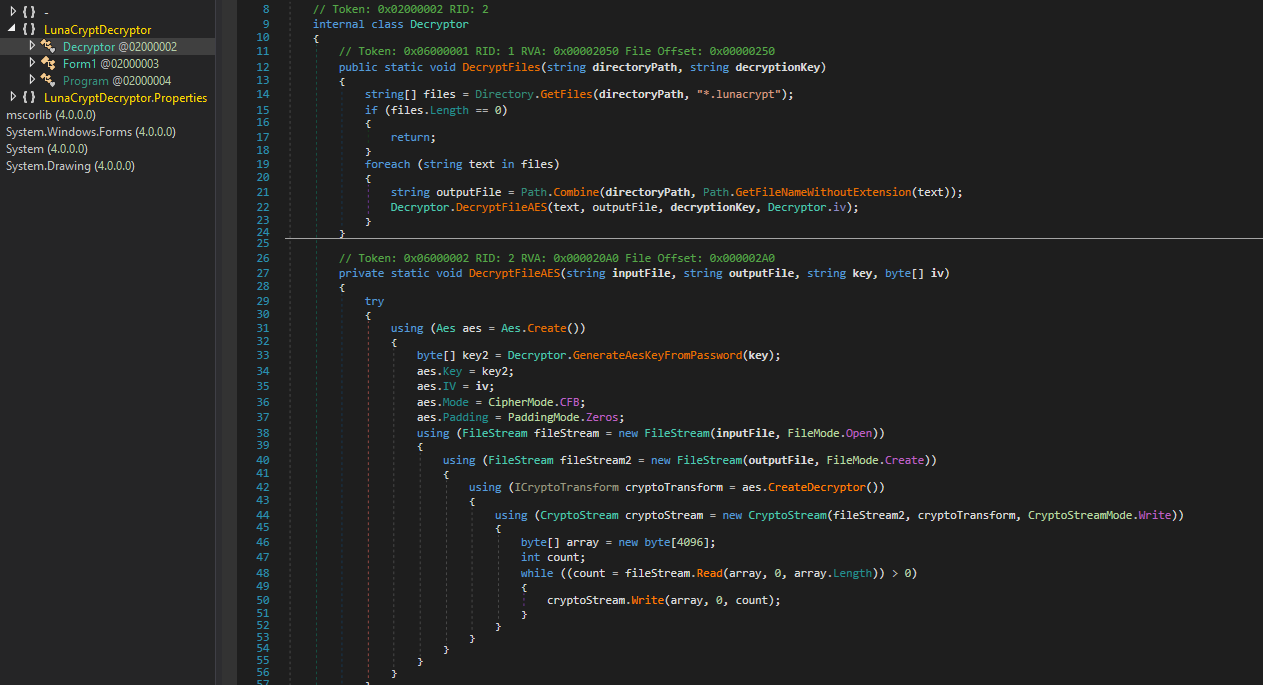 { } -
{ } LunaCryptDecryptor
Decryptor @02000002
Form1 @02000003
Program @02000004
{ } LunaCryptDecryptor.Properties
mscorlib (4.0.0.0)
System.Windows.Forms (4.0.0.0)
System (4.0.0.0)
System.Drawing (4.0.0.0)
8 // Token: 0x02000002 RID: 2
9 internal class Decryptor
10 {
11 // Token: 0x06000001 RID: 1 RVA: 0x00002050 File Offset: 0x00000250
12 public static void DecryptFiles(string directoryPath, string decryptionKey)
13 {
14 string[] files = Directory.GetFiles(directoryPath, "*.lunacrypt");
15 if (files.Length == 0)
16 {
17 return;
18 }
19 foreach (string text in files)
20 {
21 string outputFile = Path.Combine(directoryPath, Path.GetFileNameWithoutExtension(text));
22 Decryptor.DecryptFileAES(text, outputFile, decryptionKey, Decryptor.iv);
23 }
24 }
25
26 // Token: 0x06000002 RID: 2 RVA: 0x000020A0 File Offset: 0x000002A0
27 private static void DecryptFileAES(string inputFile, string outputFile, string key, byte[] iv)
28 {
29 try
30 {
31 using (Aes aes = Aes.Create())
32 {
33 byte[] key2 = Decryptor.GenerateAesKeyFromPassword(key);
34 aes.Key = key2;
35 aes.IV = iv;
36 aes.Mode = CipherMode.CFB;
37 aes.Padding = PaddingMode.Zeros;
38 using (FileStream fileStream = new FileStream(inputFile, FileMode.Open))
39 {
40 using (FileStream fileStream2 = new FileStream(outputFile, FileMode.Create))
41 {
42 using (ICryptoTransform cryptoTransform = aes.CreateDecryptor())
43 {
44 using (CryptoStream cryptoStream = new CryptoStream(fileStream2, cryptoTransform, CryptoStreamMode.Write))
45 {
46 byte[] array = new byte[4096];
47 int count;
48 while ((count = fileStream.Read(array, 0, array.Length)) > 0)
49 {
50 cryptoStream.Write(array, 0, count);
51 }
52 }
53 }
54 }
55 }
56 }
57